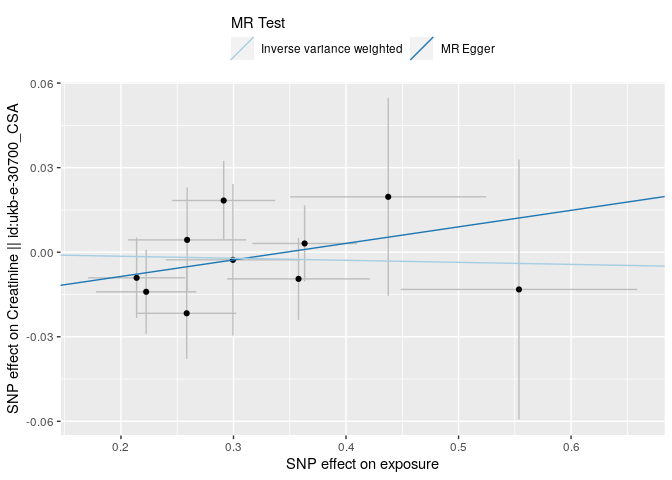 MR Test
Inverse variance weighted
MR Egger
SNP effect on Creatinine || id:ukb-e-30700_CSA
0.06
0.03
0.00
-0.03
-0.06
0.2
0.3
0.4
0.5
0.6
SNP effect on exposure